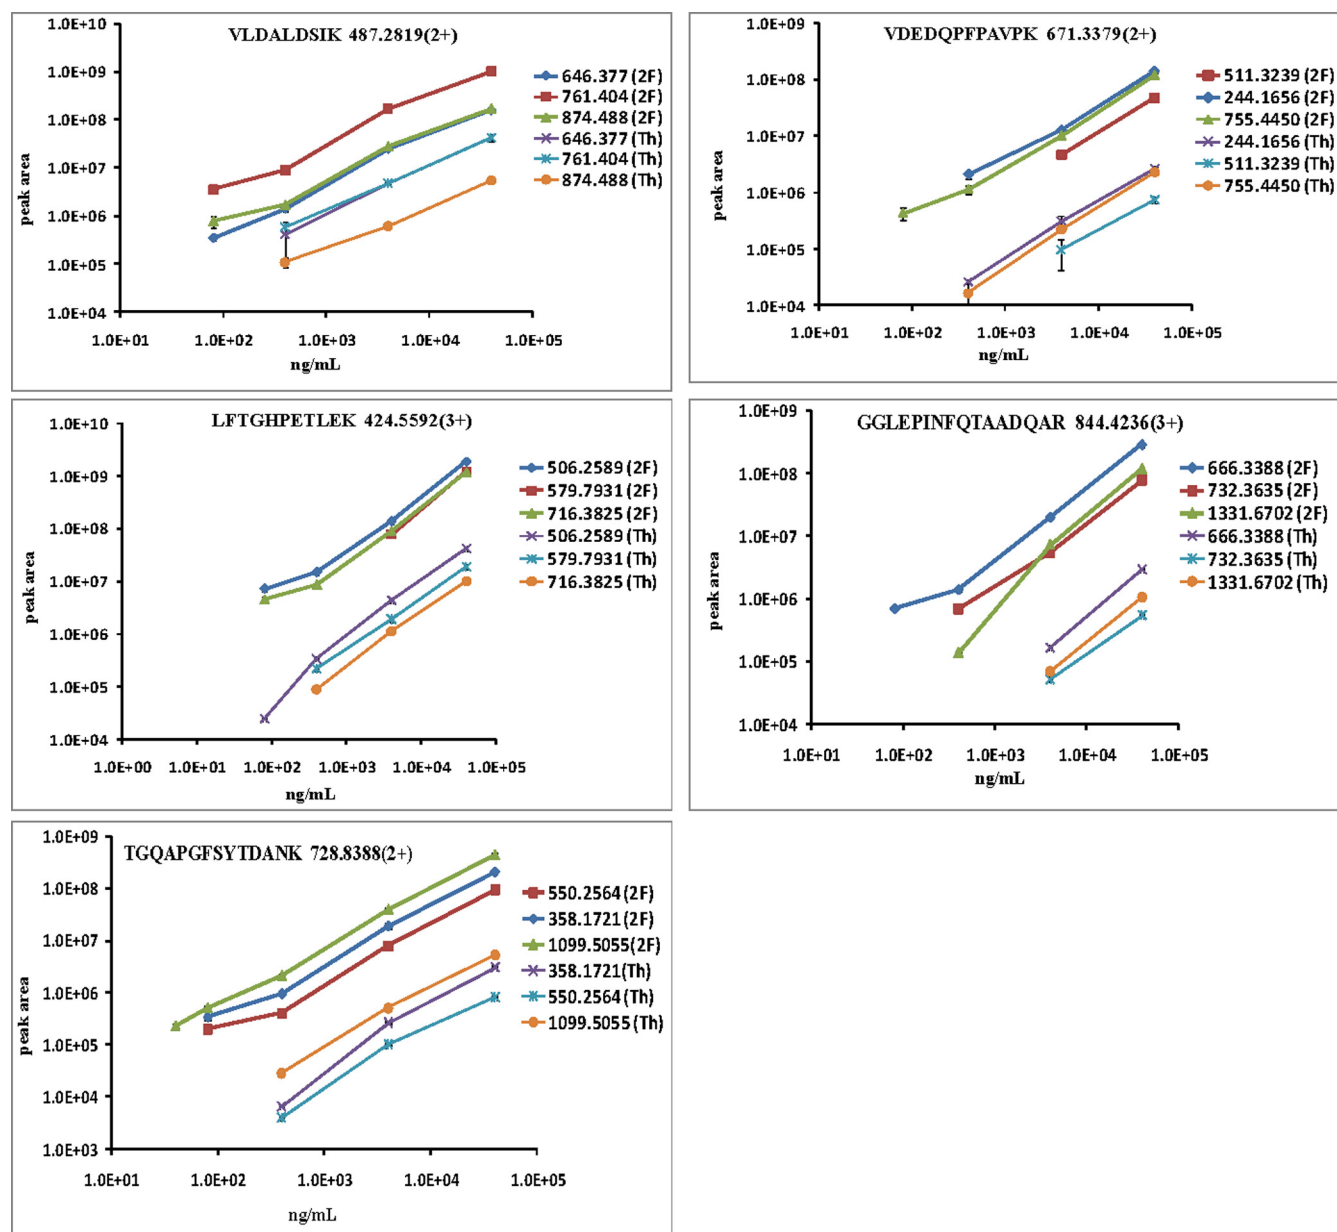 VLDALDSIK 487.2819(2+)
1.0E+10
1.0E+09
1.0E+08
1.0E+07
1.0E+06
1.0E+05
1.0E+04
peak area
1.0E+01 1.0E+02 1.0E+03 1.0E+04 1.0E+05
ng/mL
646.377 (2F)
761.404 (2F)
874.488 (2F)
646.377 (Th)
761.404 (Th)
874.488 (Th)
VDEDQPFPAVPK 671.3379(2+)
1.0E+09
1.0E+08
1.0E+07
1.0E+06
1.0E+05
1.0E+04
peak area
1.0E+01 1.0E+02 1.0E+03 1.0E+04 1.0E+05
ng/mL
511.3239 (2F)
244.1656 (2F)
755.4450 (2F)
244.1656 (Th)
511.3239 (Th)
755.4450 (Th)
LFTGHPETLEK 424.5592(3+)
1.0E+10
1.0E+09
1.0E+08
1.0E+07
1.0E+06
1.0E+05
1.0E+04
peak area
1.0E+00 1.0E+01 1.0E+02 1.0E+03 1.0E+04 1.0E+05
ng/mL
506.2589 (2F)
579.7931 (2F)
716.3825 (2F)
506.2589 (Th)
579.7931 (Th)
716.3825 (Th)
GGLEPINFQTAADQAR 844.4236(3+)
1.0E+09
1.0E+08
1.0E+07
1.0E+06
1.0E+05
1.0E+04
peak area
1.0E+01 1.0E+02 1.0E+03 1.0E+04 1.0E+05
ng/mL
666.3388 (2F)
732.3635 (2F)
1331.6702 (2F)
666.3388 (Th)
732.3635 (Th)
1331.6702 (Th)
TGQAPGFSYTDANK 728.8388(2+)
1.0E+09
1.0E+08
1.0E+07
1.0E+06
1.0E+05
1.0E+04
1.0E+03
peak area
1.0E+01 1.0E+02 1.0E+03 1.0E+04 1.0E+05
ng/mL
550.2564 (2F)
358.1721 (2F)
1099.5055(2F)
358.1721(Th)
550.2564 (Th)
1099.5055(Th)